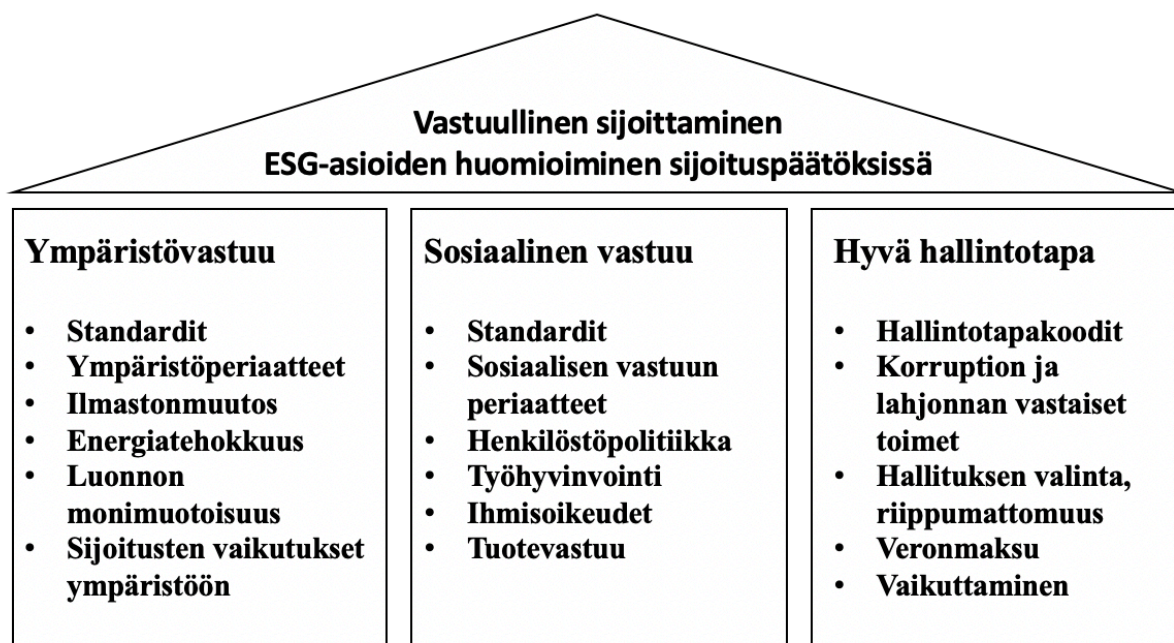 Vastuullinen sijoittaminen
ESG-asioiden huomioiminen sijoituspäätöksissä
Ympäristövastuu
• Standardit
• Ympäristöperiaatteet
• Ilmastonmuutos
• Energiatehokkuus
• Luonnon
monimuotoisuus
• Sijoitusten vaikutukset
ympäristöön
Sosiaalinen vastuu
• Standardit
• Sosiaalisen vastuun
periaatteet
• Henkilöstöpolitiikka
• Työhyvinvointi
• Ihmisoikeudet
• Tuotevastuu
Hyvä hallintotapa
• Hallintotapakoodit
• Korruption ja
lahjonnan vastaiset
toimet
• Hallituksen valinta,
riippumattomuus
• Veronmaksu
• Vaikuttaminen